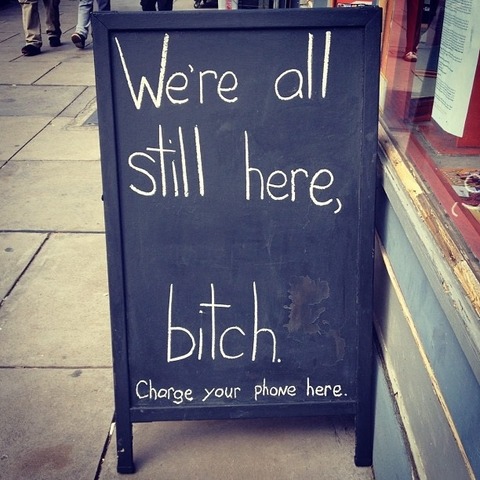 We're all
still here,
bitch.
Charge your phone here.